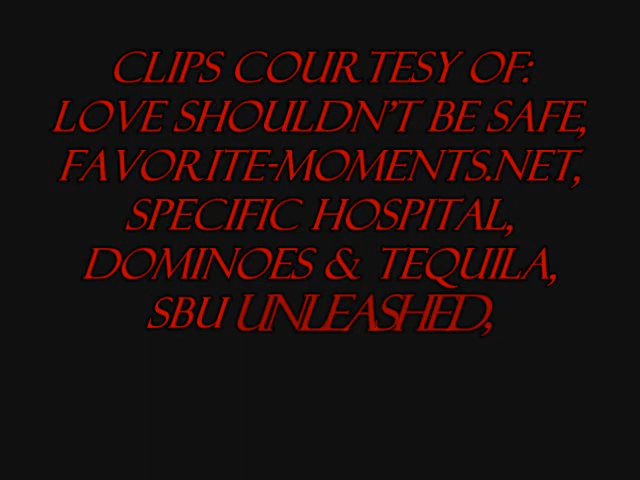 CLIPS COURTESY OF:
LOVE SHOULDN'T BE SAFE,
FAVORITE-MOMENTS.NET,
SPECIFIC HOSPITAL,
DOMINOES & TEQUILA,
SBU UNLEASHED,